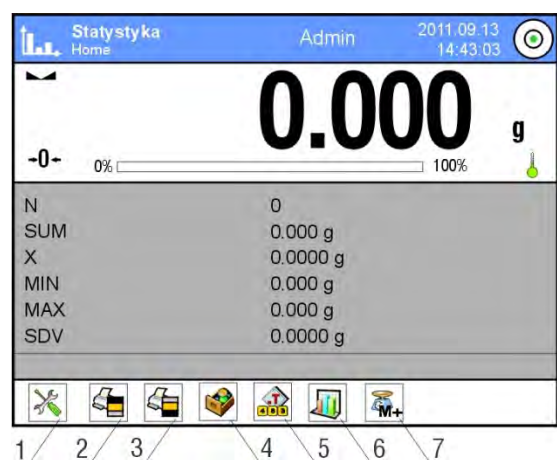 Statystyka Admin 2011.09.13
Home 14:43:03
0.000 g
→0← 0% 100%
N 0
SUM 0.000 g
X 0.0000 g
MIN 0.000 g
MAX 0.000 g
SDV 0.0000 g
.T
M+
1 2 3 4 5 6 7